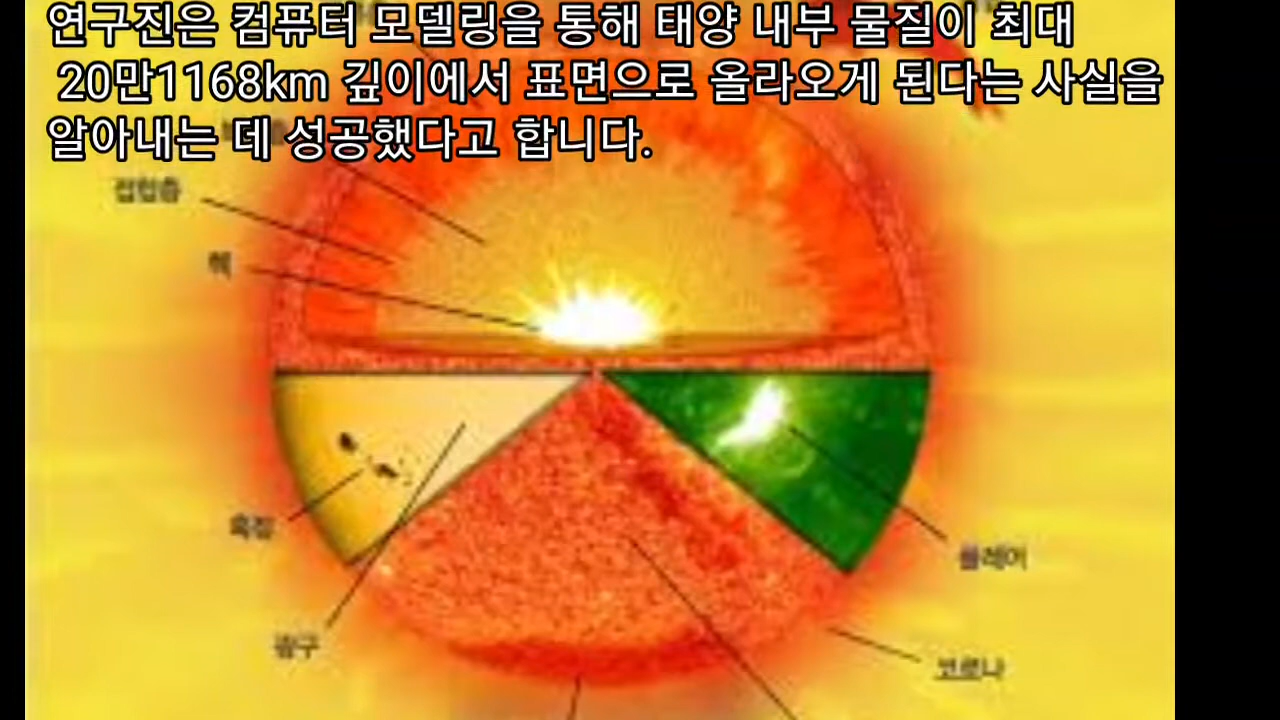 연구진은 컴퓨터 모델링을 통해 태양 내부 물질이 최대
20만1168km 깊이에서 표면으로 올라오게 된다는 사실을
알아내는 데 성공했다고 합니다.
핵
흑점
플레어
광구
코로나